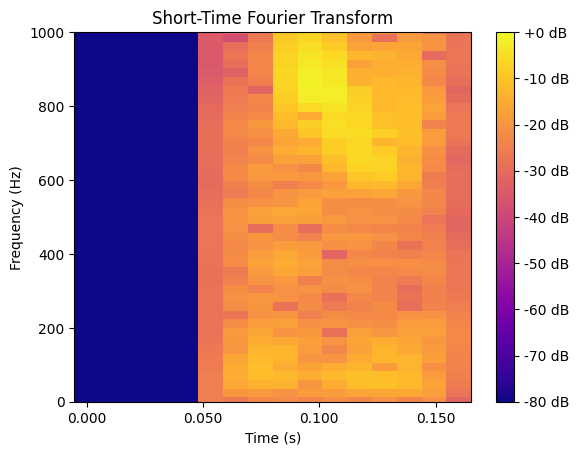 Short-Time Fourier Transform
1000
800
600
400
200
0
Frequency (Hz)
0.000
0.050
0.100
0.150
Time (s)
+0 dB
-10 dB
-20 dB
-30 dB
-40 dB
-50 dB
-60 dB
-70 dB
-80 dB